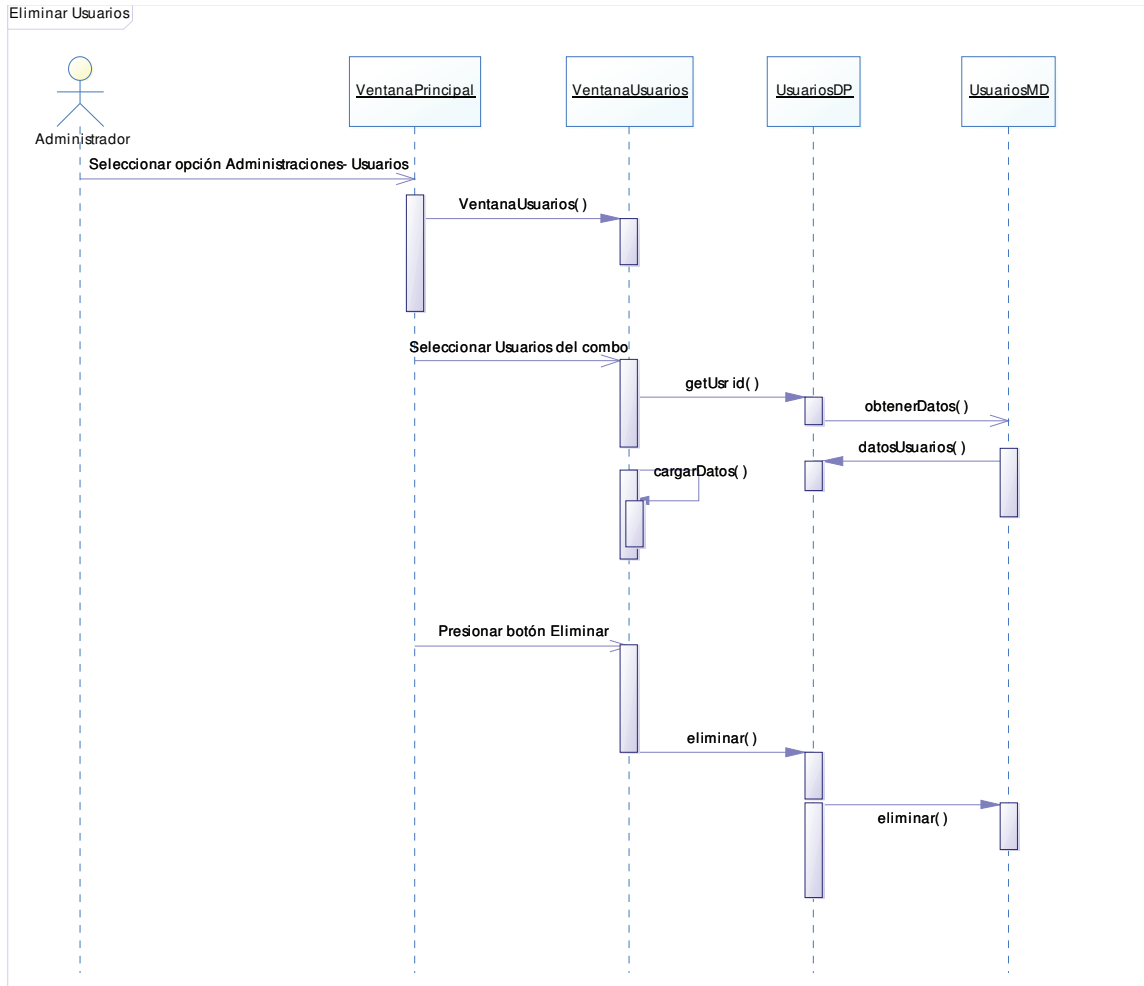 Eliminar Usuarios
VentanaPrincipal
VentanaUsuarios
UsuariosDP
UsuariosMD
Administrador
Seleccionar opción Administraciones- Usuarios
VentanaUsuarios( )
Seleccionar Usuarios del combo
getUsr id( )
obtenerDatos( )
datosUsuarios( )
cargarDatos( )
Presionar botón Eliminar
eliminar( )
eliminar( )